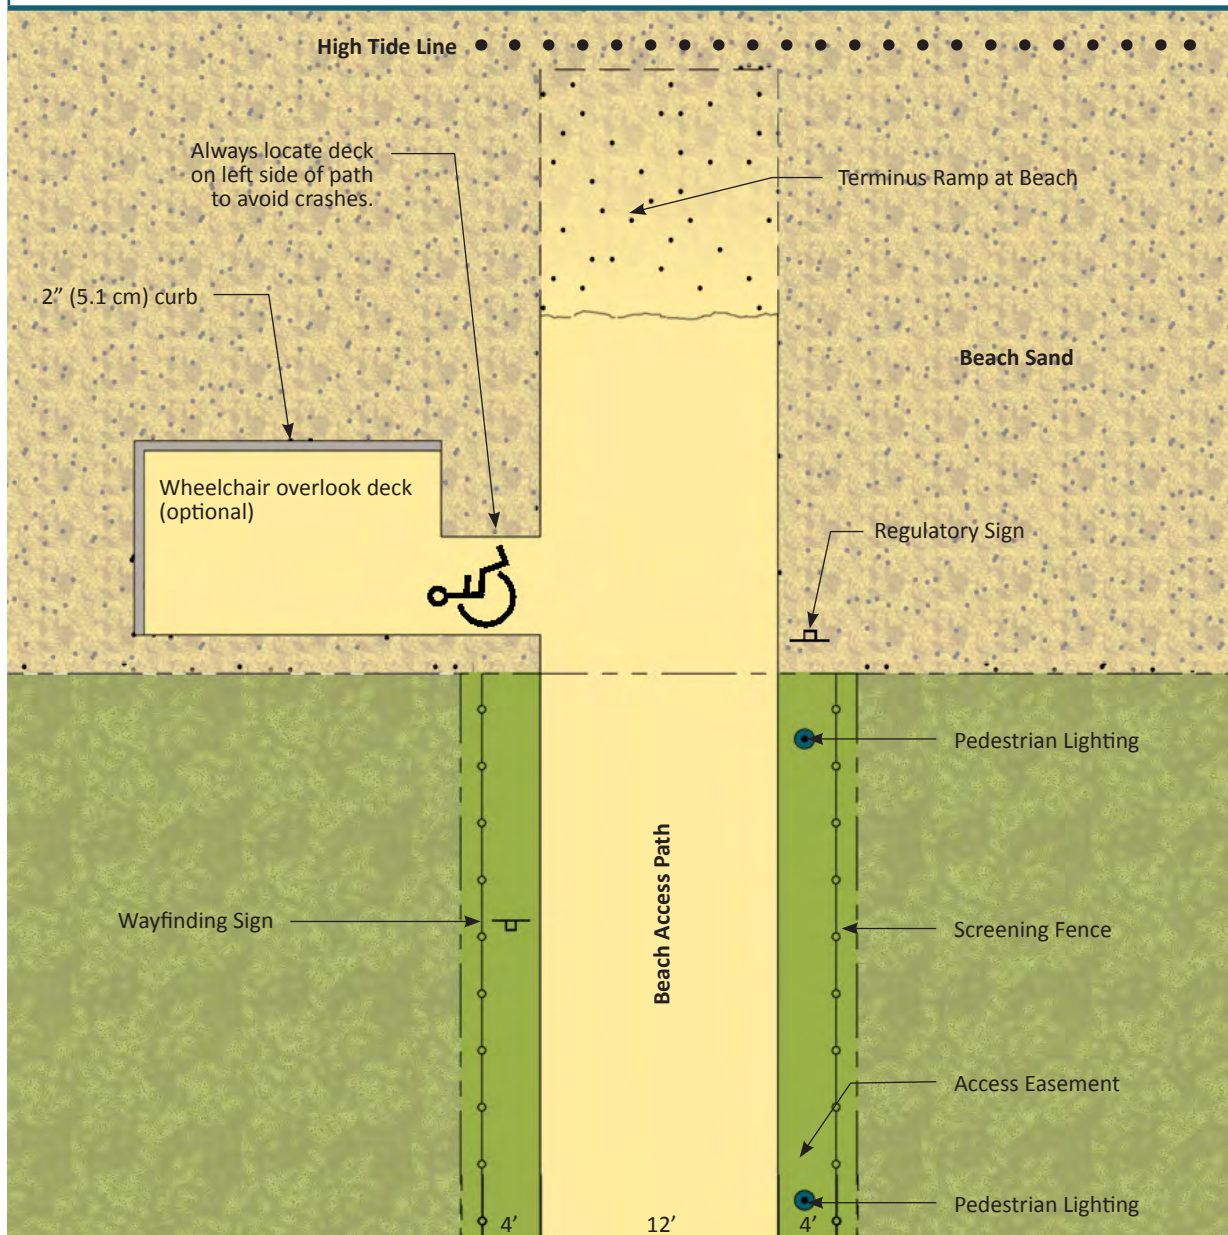 High Tide Line
Always locate deck
on left side of path
to avoid crashes.
Terminus Ramp at Beach
2” (5.1 cm) curb
Beach Sand
Wheelchair overlook deck
(optional)
Regulatory Sign
Pedestrian Lighting
Beach Access Path
Wayfinding Sign
Screening Fence
Access Easement
Pedestrian Lighting
4’
12’
4’